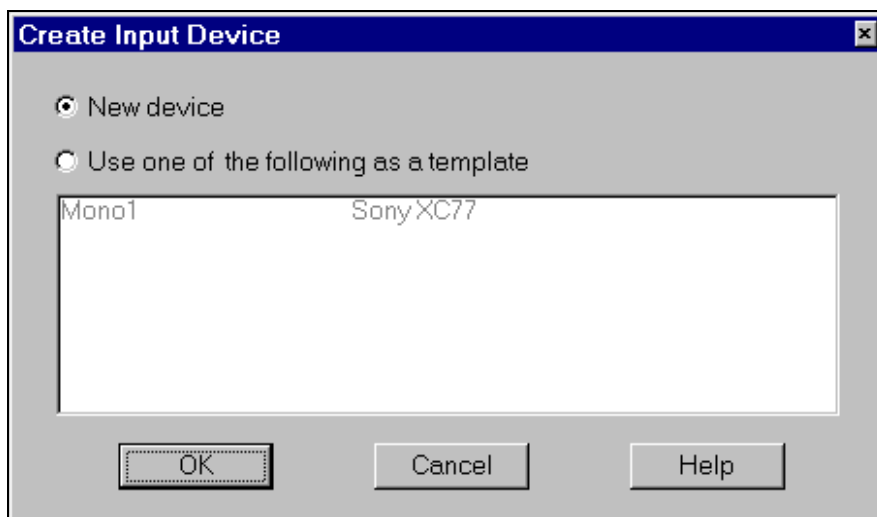 Create Input Device
New device
Use one of the following as a template
Mono1 Sony XC77
OK Cancel Help